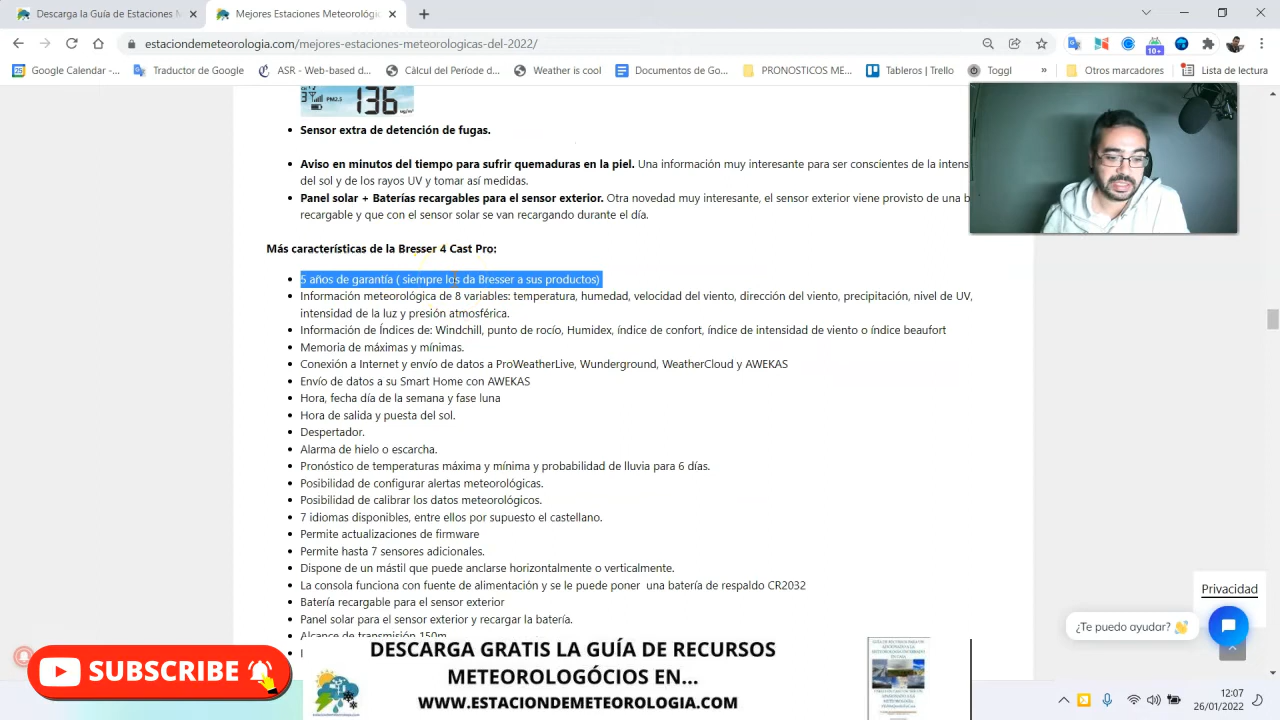 Descarga la Guía de Estaciones M
Mejores Estaciones Meteorológic
estaciondemeteorologia.com/mejores-estaciones-meteorologicas-del-2022/
10+
Google Calendar -...
Traductor de Google
ASR - Web-based d...
Cálcul del Període d...
Weather is cool
Documentos de Go...
PRONOSTICOS ME...
Tableros | Trello
Toggl
»
Otros marcadores
Lista de lectura
3 PM2.5 136
Sensor extra de detención de fugas.
Aviso en minutos del tiempo para sufrir quemaduras en la piel. Una información muy interesante para ser conscientes de la intens
del sol y de los rayos UV y tomar así medidas.
Panel solar + Baterías recargables para el sensor exterior. Otra novedad muy interesante, el sensor exterior viene provisto de una b
recargable y que con el sensor solar se van recargando durante el día.
Más características de la Bresser 4 Cast Pro:
5 años de garantía ( siempre los da Bresser a sus productos)
Información meteorológica de 8 variables: temperatura, humedad, velocidad del viento, dirección del viento, precipitación, nivel de UV,
intensidad de la luz y presión atmosférica.
Información de Índices de: Windchill, punto de rocío, Humidex, índice de confort, índice de intensidad de viento o índice beaufort
Memoria de máximas y mínimas.
Conexión a Internet y envío de datos a ProWeatherLive, Wunderground, WeatherCloud y AWEKAS
Envío de datos a su Smart Home con AWEKAS
Hora, fecha día de la semana y fase luna
Hora de salida y puesta del sol.
Despertador.
Alarma de hielo o escarcha.
Pronóstico de temperaturas máxima y mínima y probabilidad de lluvia para 6 días.
Posibilidad de configurar alertas meteorológicas.
Posibilidad de calibrar los datos meteorológicos.
7 idiomas disponibles, entre ellos por supuesto el castellano.
Permite actualizaciones de firmware
Permite hasta 7 sensores adicionales.
Dispone de un mástil que puede anclarse horizontalmente o verticalmente.
La consola funciona con fuente de alimentación y se le puede poner una batería de respaldo CR2032
Batería recargable para el sensor exterior
Panel solar para el sensor exterior y recargar la batería.
Alcance de transmisión 150m
Privacidad
¿Te puedo ayudar?
SUBSCRIBE
DESCARGA GRATIS LA GUÍA DE RECURSOS
METEOROLOGÓCIOS EN...
WWW.ESTACIONDEMETEOROLOGIA.COM